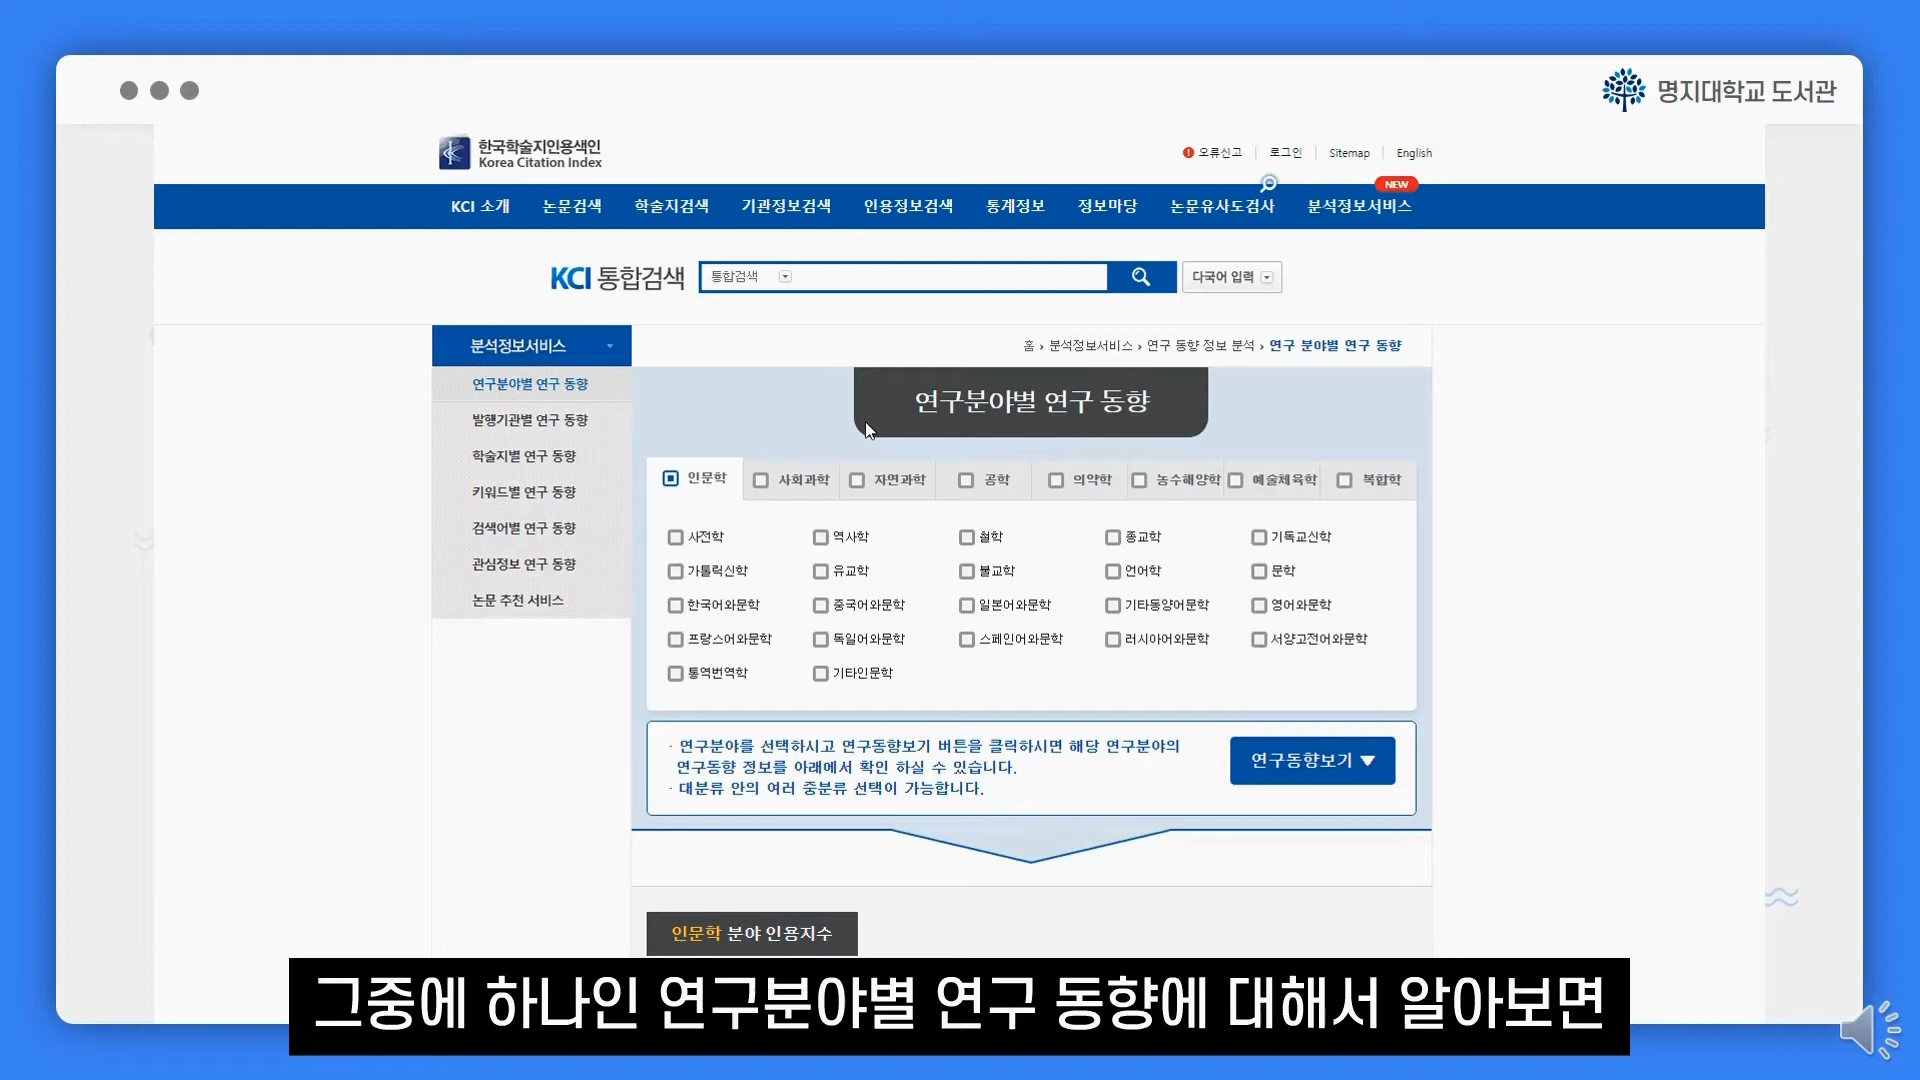 명지대학교 도서관
한국학술지인용색인
Korea Citation Index
오류신고 로그인 Sitemap English
NEW
KCI 소개 논문검색 학술지검색 기관정보검색 인용정보검색 통계정보 정보마당 논문유사도검사 분석정보서비스
KCI 통합검색 통합검색 다국어 입력
분석정보서비스
홈 › 분석정보서비스 › 연구 동향 정보 분석 › 연구 분야별 연구 동향
연구분야별 연구 동향
발행기관별 연구 동향
학술지별 연구 동향
키워드별 연구 동향
검색어별 연구 동향
관심정보 연구 동향
논문 추천 서비스
연구분야별 연구 동향
인문학 사회과학 자연과학 공학 의약학 농수해양학 예술체육학 복합학
사전학 역사학 철학 종교학 기독교신학
가톨릭신학 유교학 불교학 언어학 문학
한국어와문학 중국어와문학 일본어와문학 기타동양어문학 영어와문학
프랑스어와문학 독일어와문학 스페인어와문학 러시아어와문학 서양고전어와문학
통역번역학 기타인문학
· 연구분야를 선택하시고 연구동향보기 버튼을 클릭하시면 해당 연구분야의
연구동향 정보를 아래에서 확인 하실 수 있습니다.
· 대분류 안의 여러 중분류 선택이 가능합니다.
연구동향보기 ▼
인문학 분야 인용지수
그중에 하나인 연구분야별 연구 동향에 대해서 알아보면